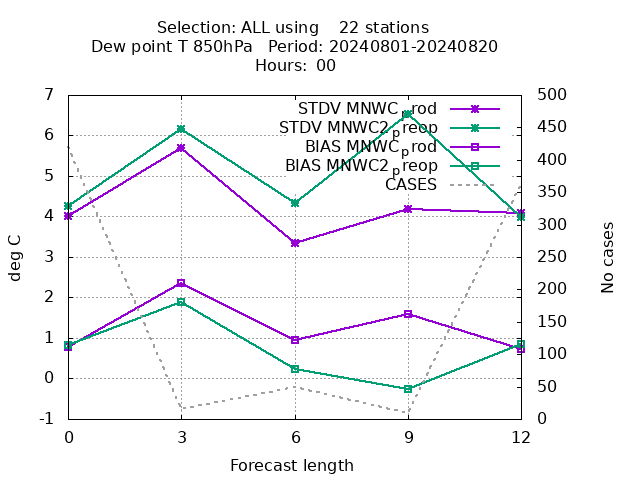 Selection: ALL using    22 stations
Dew point T 850hPa   Period: 20240801-20240820
Hours: 00
STDV MNWC_prod
STDV MNWC2_preop
BIAS MNWC_prod
BIAS MNWC2_preop
CASES
7
6
5
4
3
2
1
0
-1
deg C
500
450
400
350
300
250
200
150
100
50
0
No cases
0 3 6 9 12
Forecast length